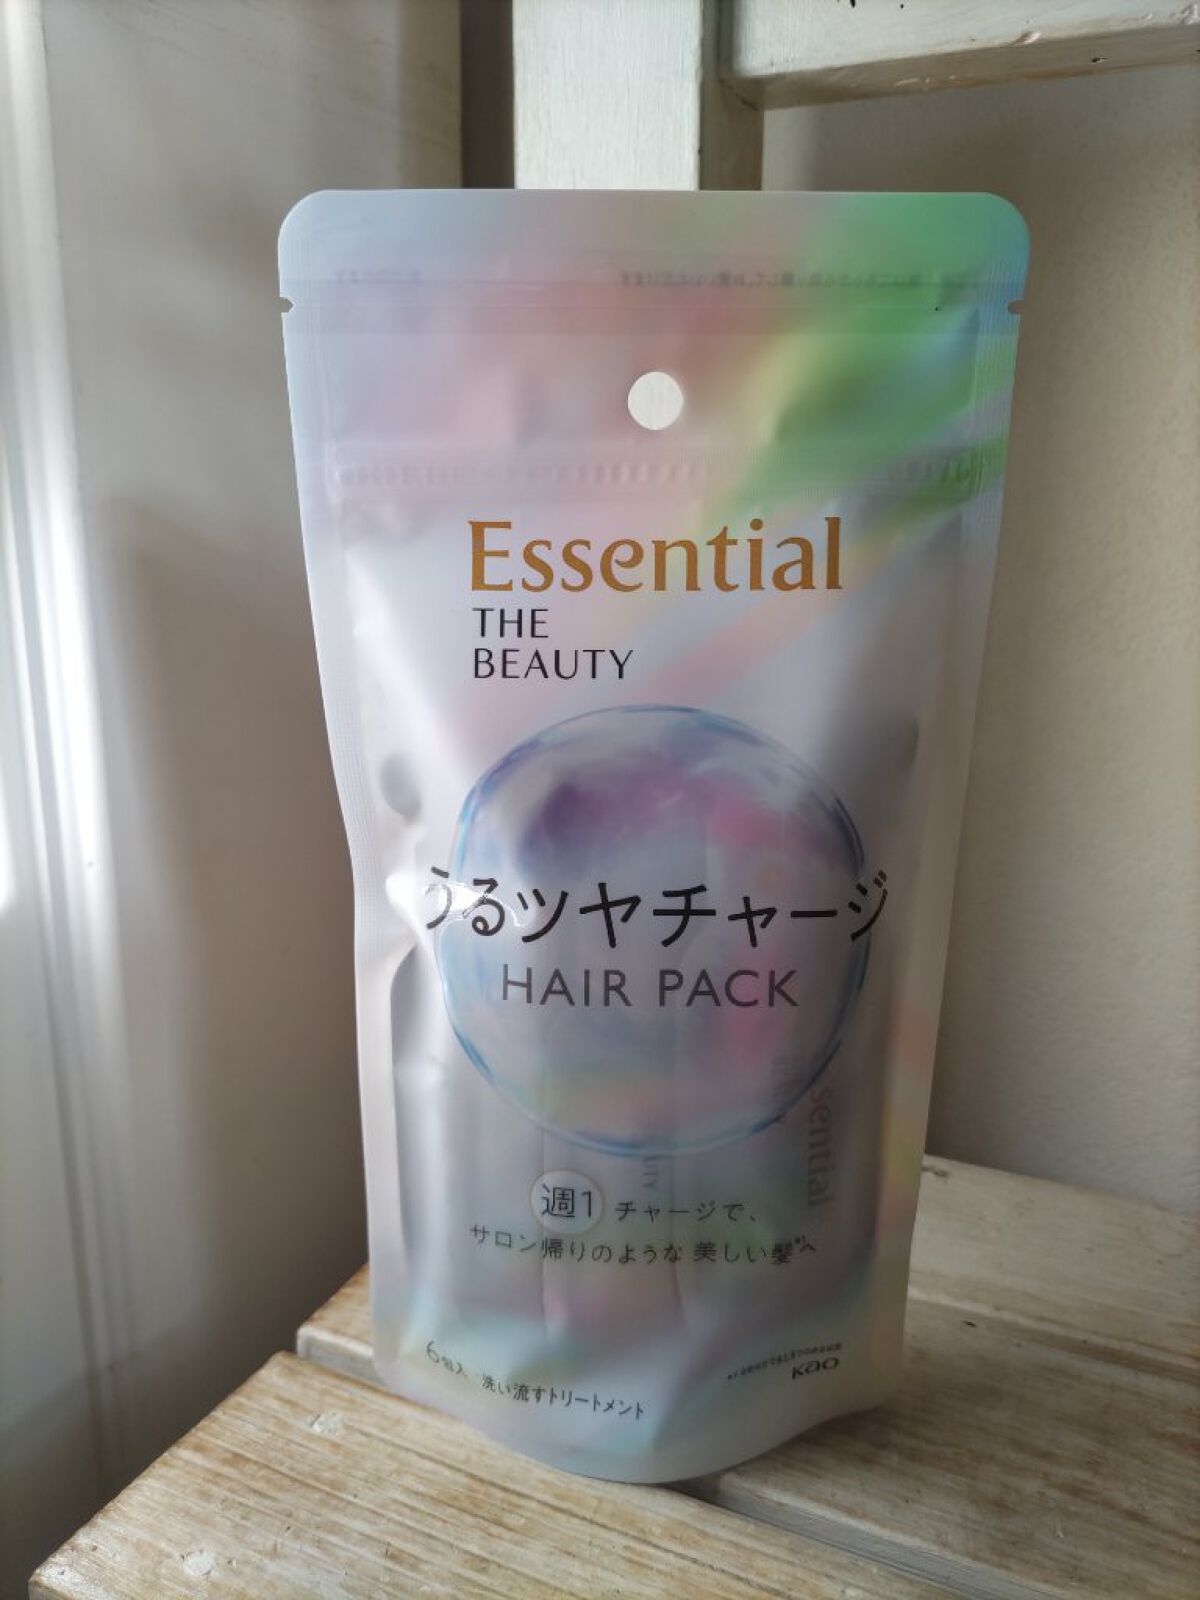 Essential
THE
BEAUTY
うるツヤチャージ
HAIR PACK
週1 チャージで、
サロン帰りのような 美しい髪へ
6包入 洗い流すトリートメント
Kao